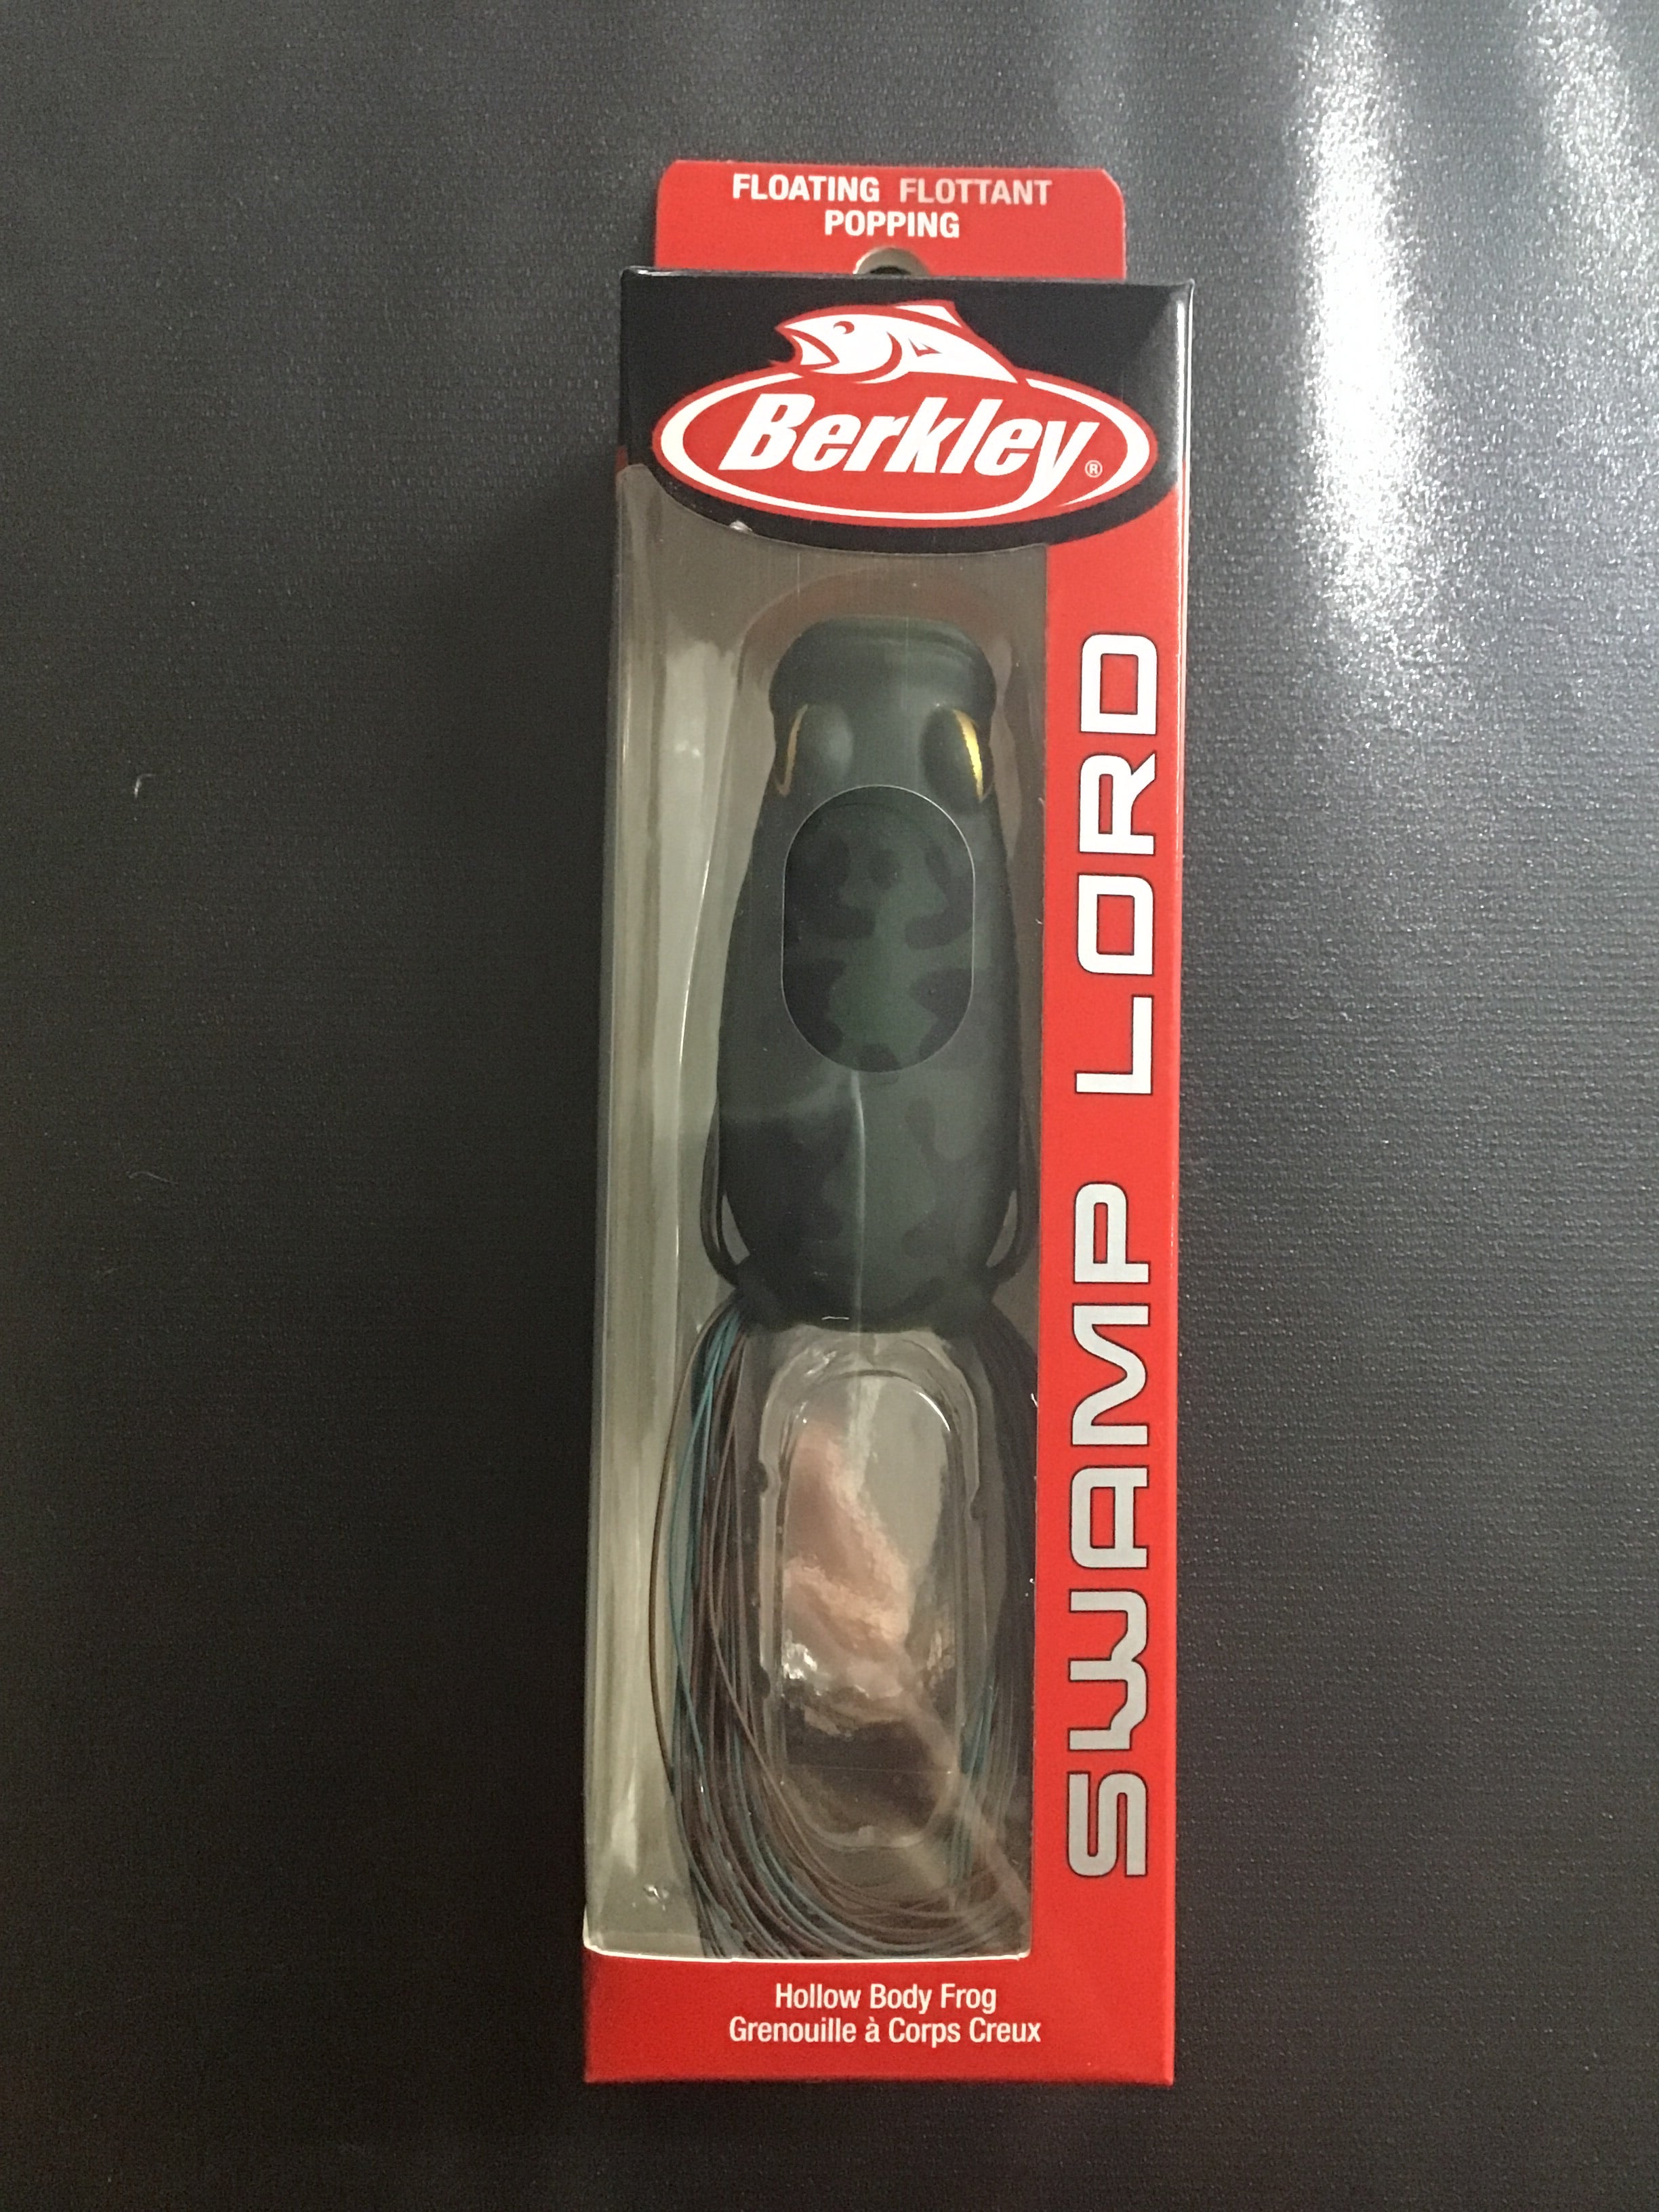 FLOATING FLOTTANT
POPPING
Berkley®
SWAMP LORD
Hollow Body Frog
Grenouille à Corps Creux